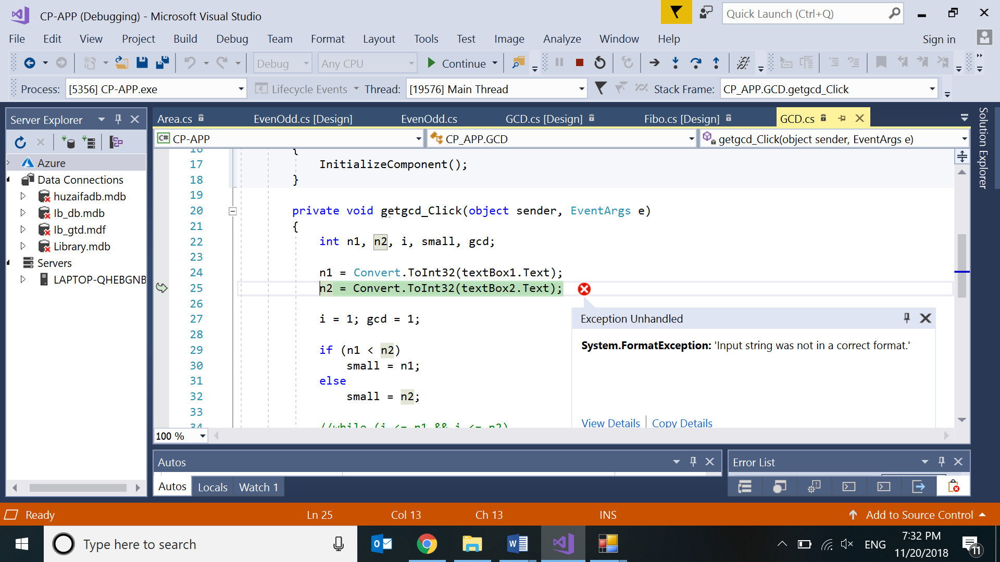 CP-APP (Debugging) - Microsoft Visual Studio
Quick Launch (Ctrl+Q)
File Edit View Project Build Debug Team Format Layout Tools Test Image Analyze Window Help
Sign in
Debug Any CPU Continue
Process: [5356] CP-APP.exe Lifecycle Events Thread: [19576] Main Thread Stack Frame: CP_APP.GCD.getgcd_Click
Server Explorer
Area.cs EvenOdd.cs [Design] EvenOdd.cs GCD.cs [Design] Fibo.cs [Design] GCD.cs
Solution Explorer
C# CP-APP CP_APP.GCD getgcd_Click(object sender, EventArgs e)
Azure
Data Connections
huzaifadb.mdb
lb_db.mdb
lb_gtd.mdf
Library.mdb
Servers
LAPTOP-QHEBGNB
16 {
17 InitializeComponent();
18 }
19
20 private void getgcd_Click(object sender, EventArgs e)
21 {
22 int n1, n2, i, small, gcd;
23
24 n1 = Convert.ToInt32(textBox1.Text);
25 n2 = Convert.ToInt32(textBox2.Text);
26
27 i = 1; gcd = 1;
28
29 if (n1 < n2)
30 small = n1;
31 else
32 small = n2;
33
34 //while (i <= n1 && i <= n2)
Exception Unhandled
System.FormatException: 'Input string was not in a correct format.'
View Details Copy Details
100 %
Autos
Autos Locals Watch 1
Error List
Ready Ln 25 Col 13 Ch 13 INS Add to Source Control
Type here to search
ENG
7:32 PM
11/20/2018
11